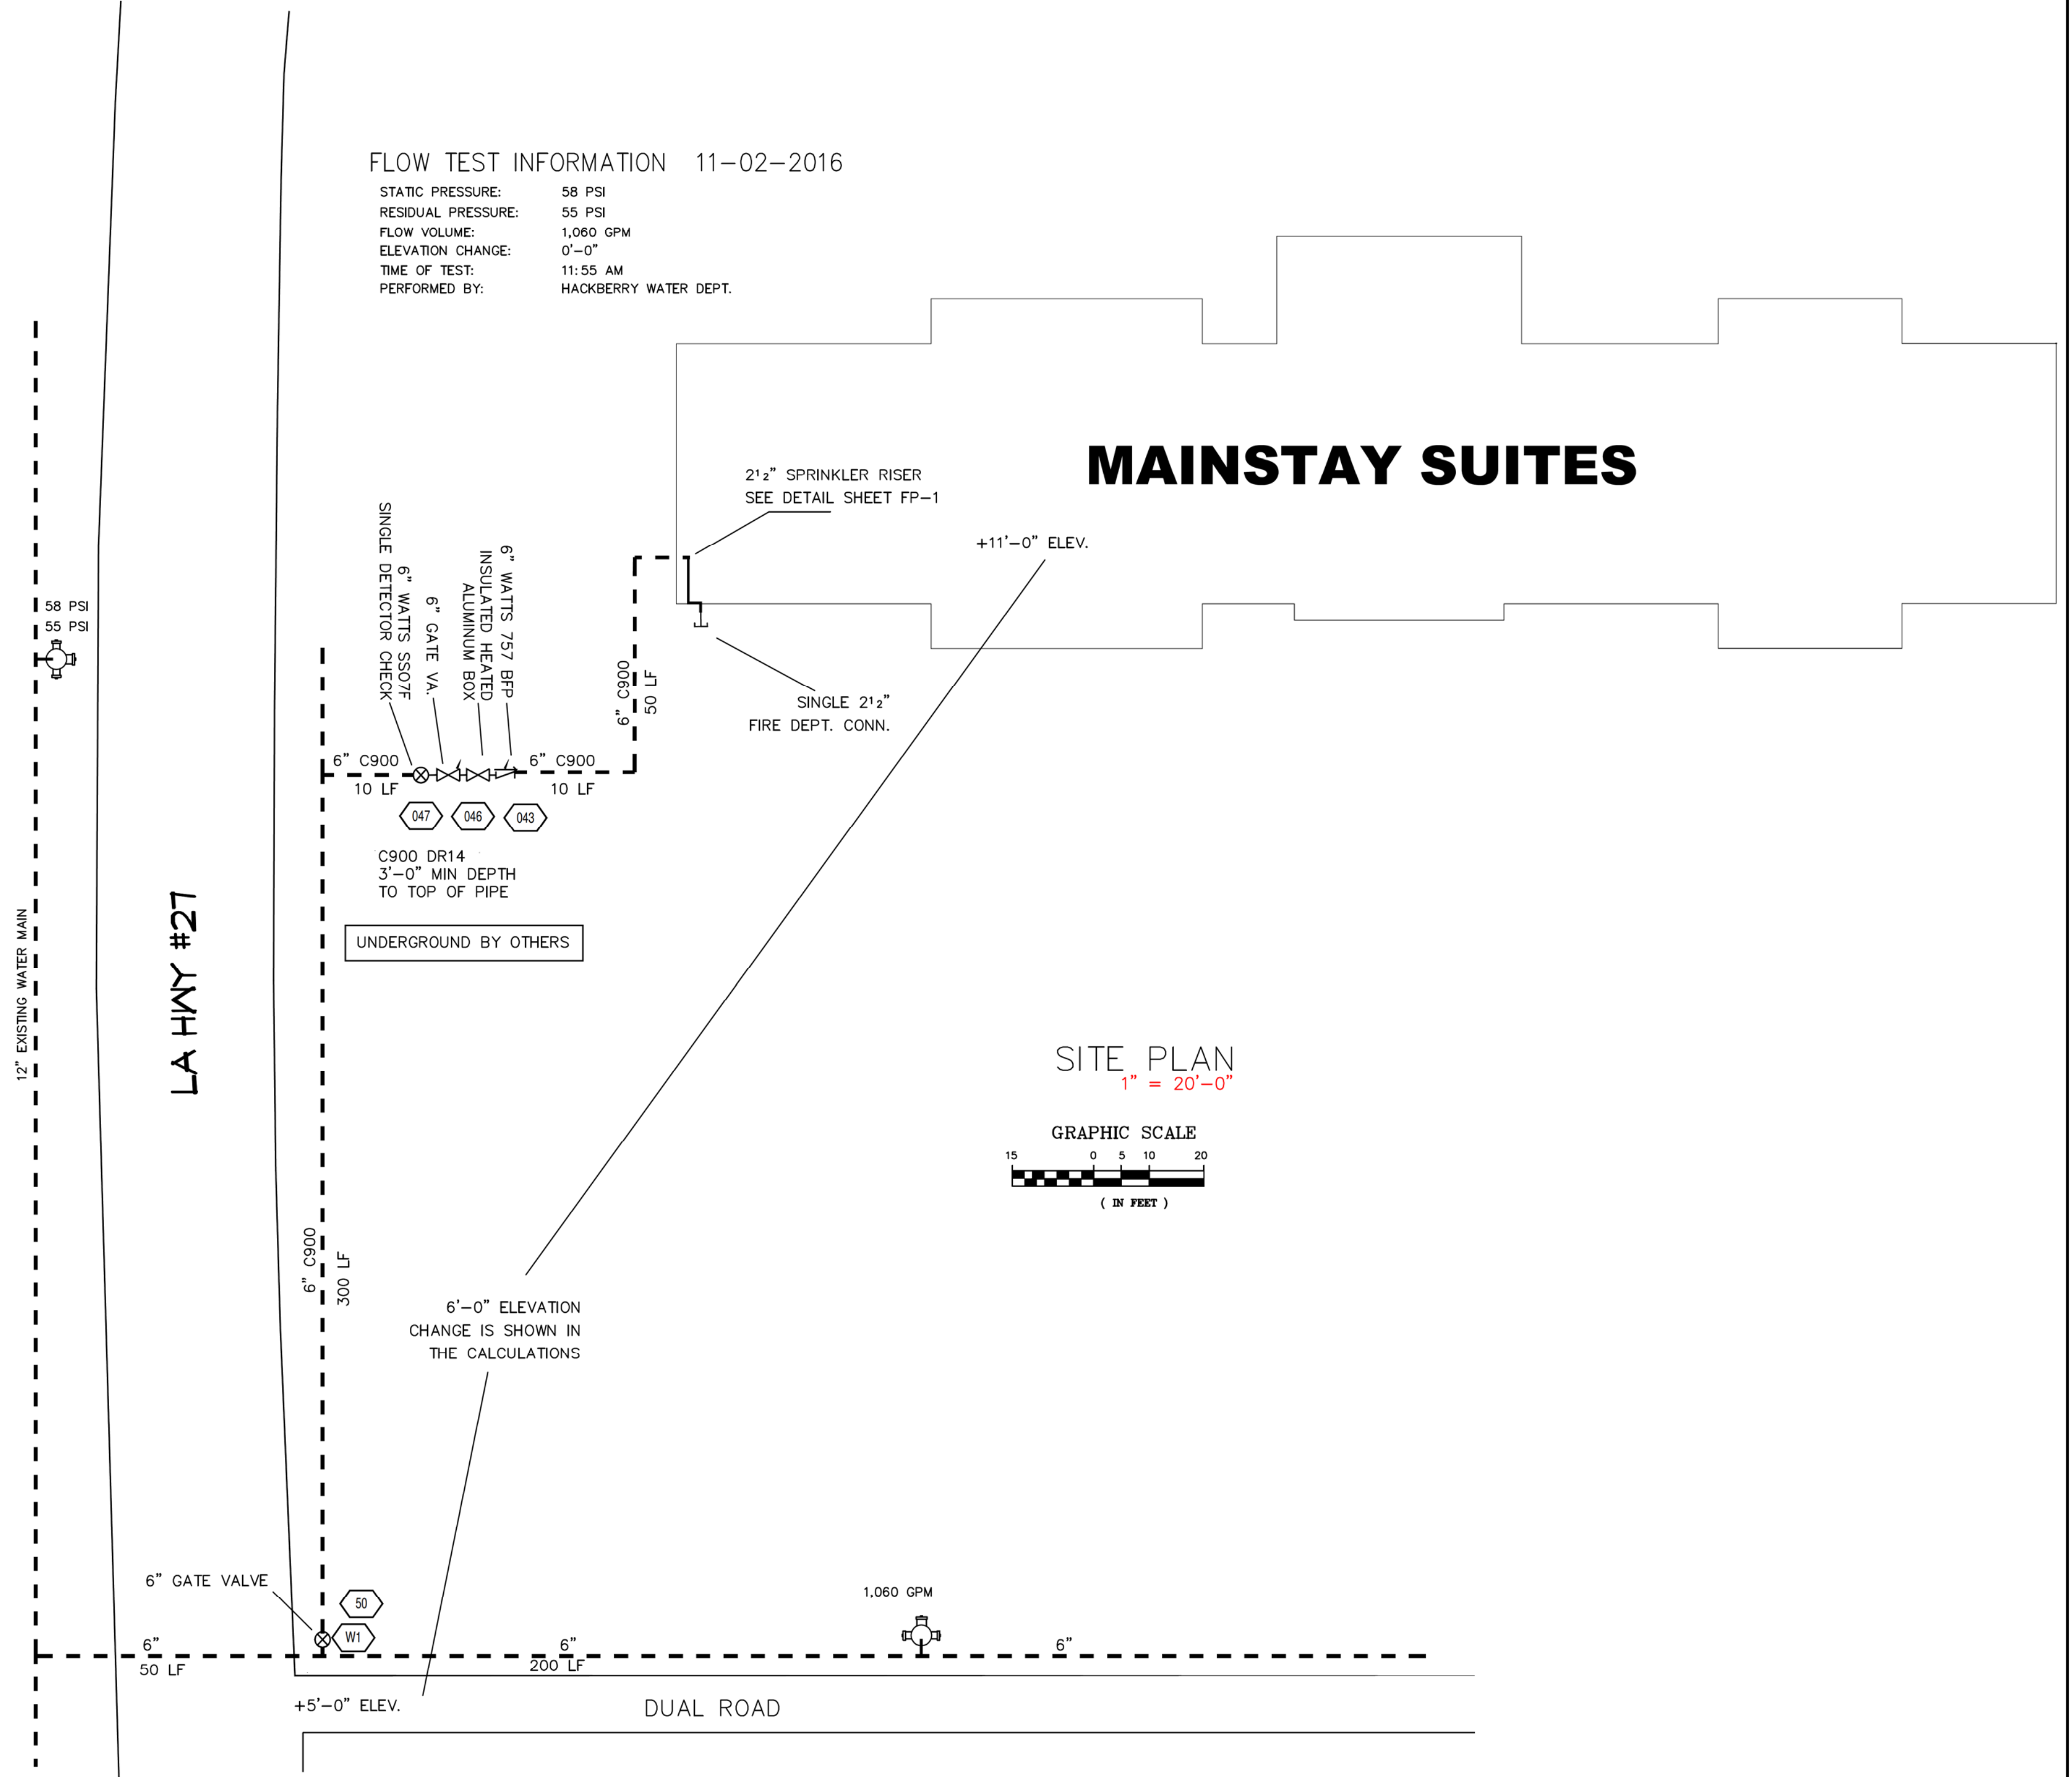 FLOW TEST INFORMATION 11-02-2016
STATIC PRESSURE: 58 PSI
RESIDUAL PRESSURE: 55 PSI
FLOW VOLUME: 1,060 GPM
ELEVATION CHANGE: 0'-0"
TIME OF TEST: 11:55 AM
PERFORMED BY: HACKBERRY WATER DEPT.
MAINSTAY SUITES
2½" SPRINKLER RISER
SEE DETAIL SHEET FP-1
+11'-0" ELEV.
SINGLE 2½"
FIRE DEPT. CONN.
58 PSI
55 PSI
6" WATTS SS07F
SINGLE DETECTOR CHECK
6" GATE VA.
6" WATTS 757 BFP
INSULATED HEATED
ALUMINUM BOX
6" C900
50 LF
6" C900
10 LF
6" C900
10 LF
047
046
043
C900 DR14
3'-0" MIN DEPTH
TO TOP OF PIPE
UNDERGROUND BY OTHERS
12" EXISTING WATER MAIN
LA HWY #27
SITE PLAN
1" = 20'-0"
GRAPHIC SCALE
15 0 5 10 20
( IN FEET )
6" C900
300 LF
6'-0" ELEVATION
CHANGE IS SHOWN IN
THE CALCULATIONS
6" GATE VALVE
50
W1
1,060 GPM
6"
50 LF
6"
200 LF
6"
+5'-0" ELEV.
DUAL ROAD